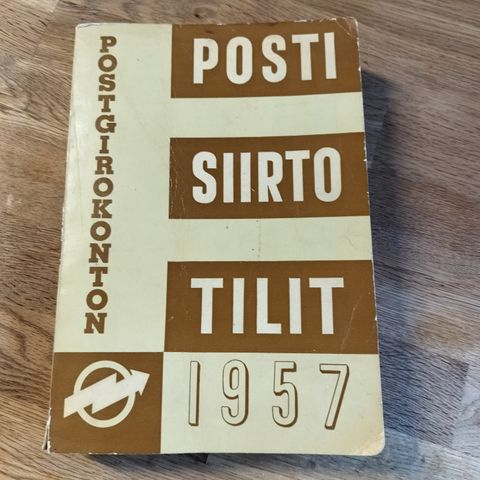 POSTGIROKONTON
POSTI
SIIRTO
TILIT
1957